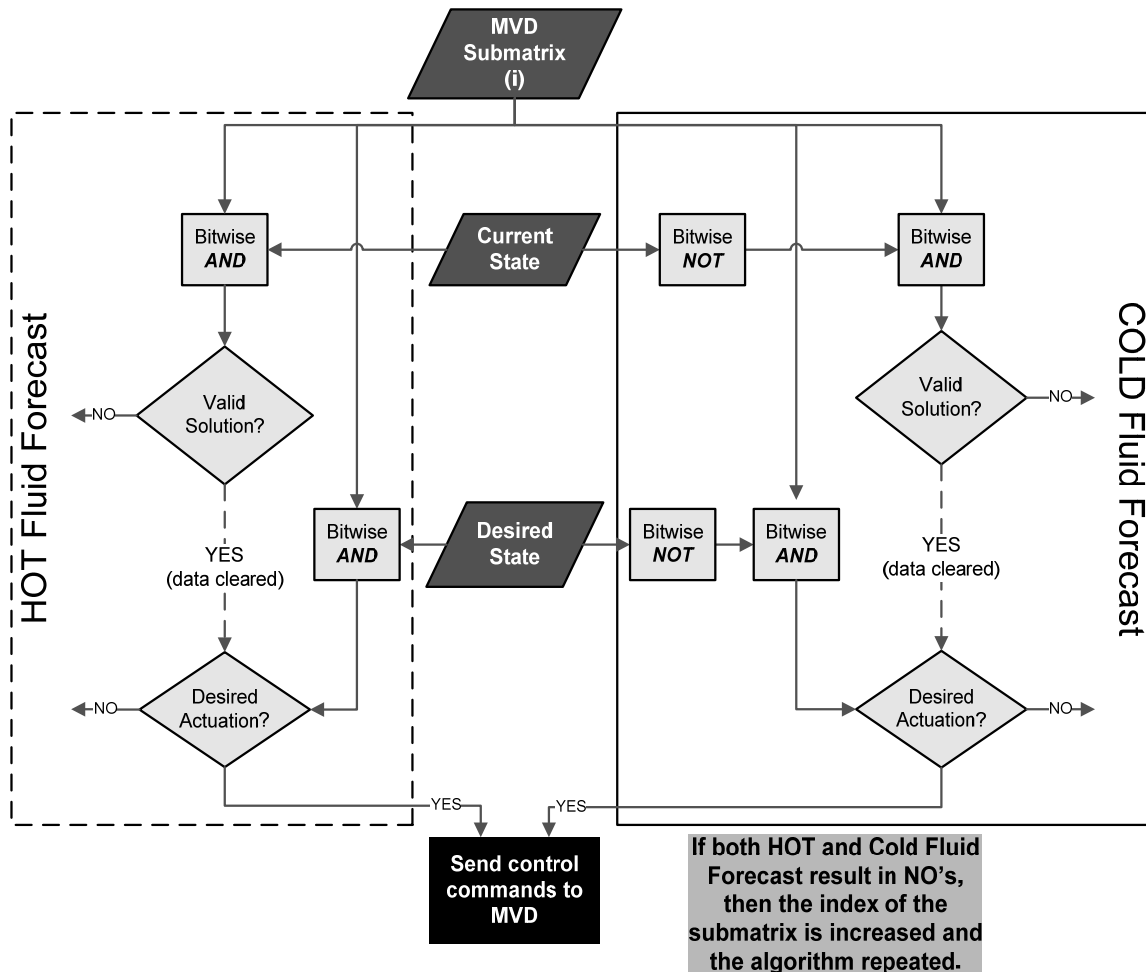 MVD
Submatrix
(i)
HOT Fluid Forecast
COLD Fluid Forecast
Bitwise
AND
Current
State
Bitwise
NOT
Bitwise
AND
Valid
Solution?
NO
Valid
Solution?
NO
Bitwise
AND
Desired
State
Bitwise
NOT
Bitwise
AND
YES
(data cleared)
YES
(data cleared)
Desired
Actuation?
NO
Desired
Actuation?
NO
YES
YES
Send control
commands to
MVD
If both HOT and Cold Fluid
Forecast result in NO's,
then the index of the
submatrix is increased and
the algorithm repeated.